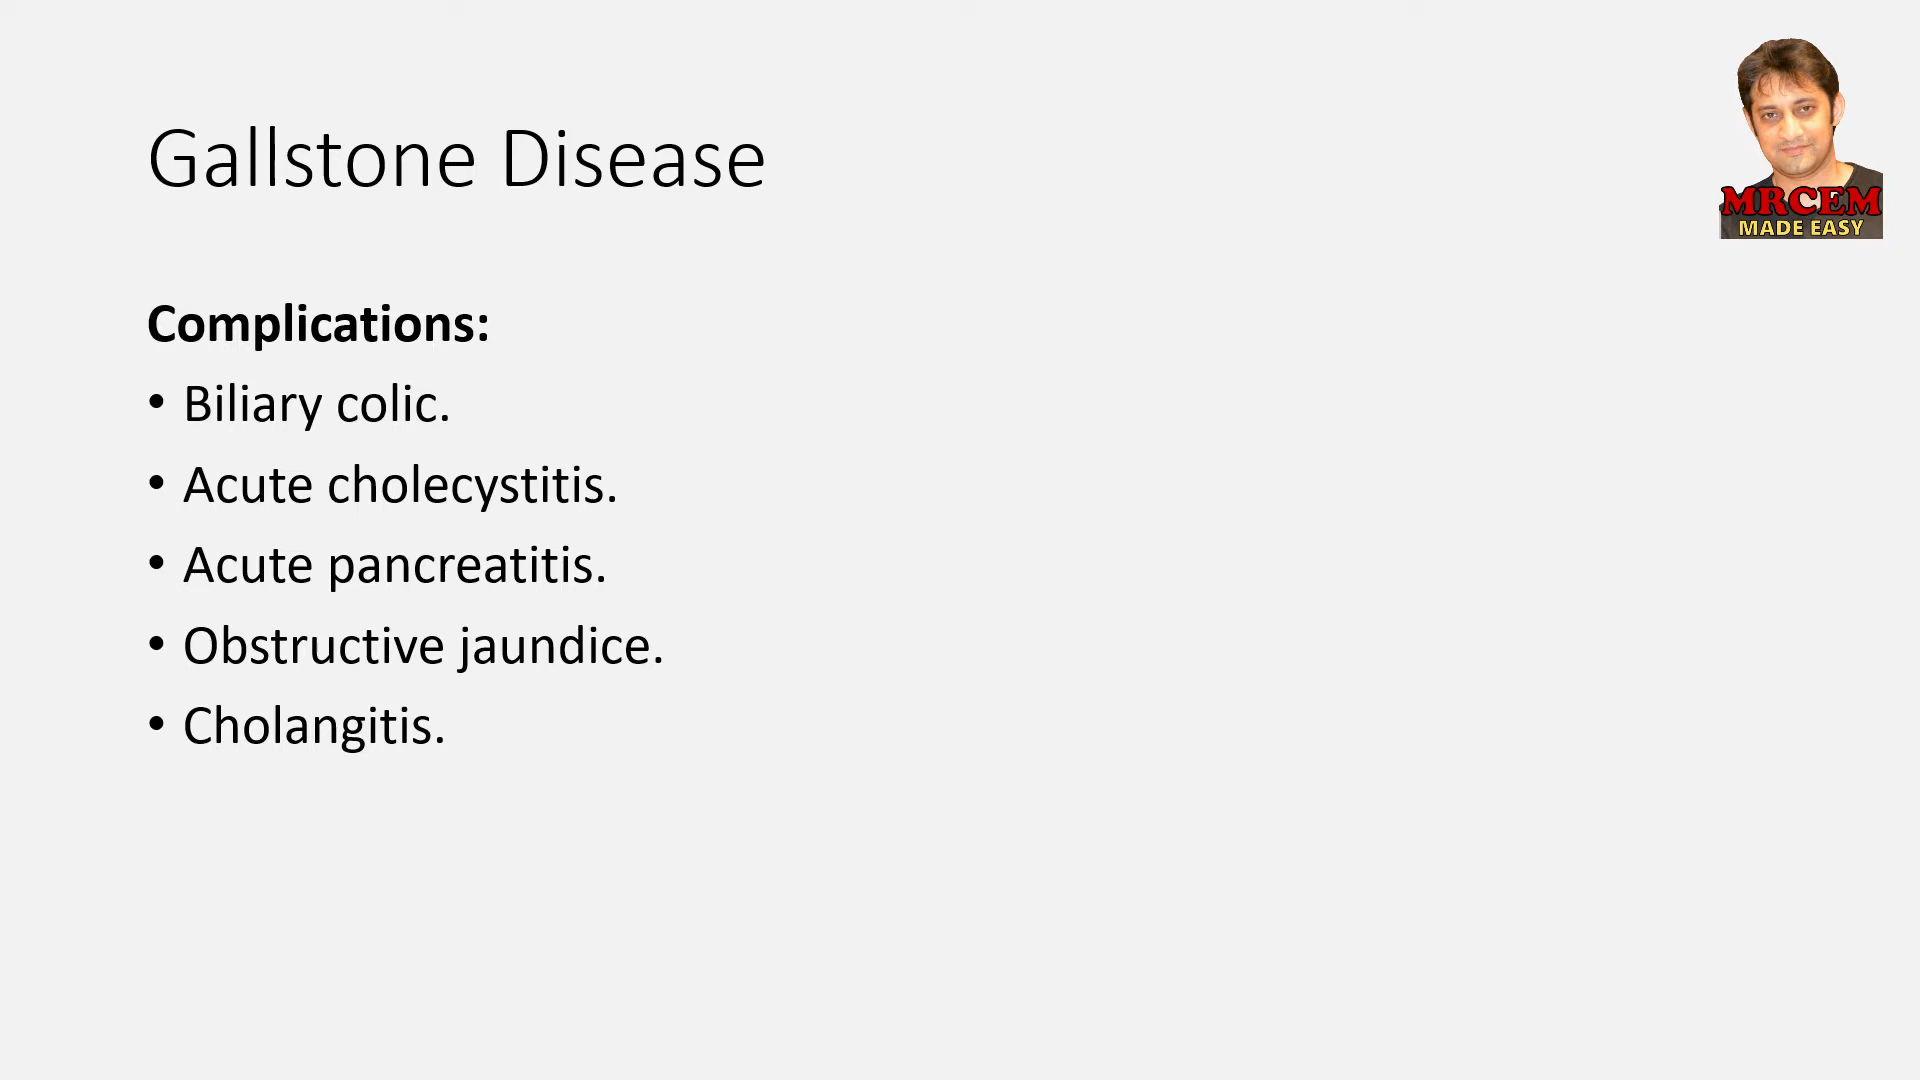 Gallstone Disease
MRCEM
MADE EASY
Complications:
• Biliary colic.
• Acute cholecystitis.
• Acute pancreatitis.
• Obstructive jaundice.
• Cholangitis.